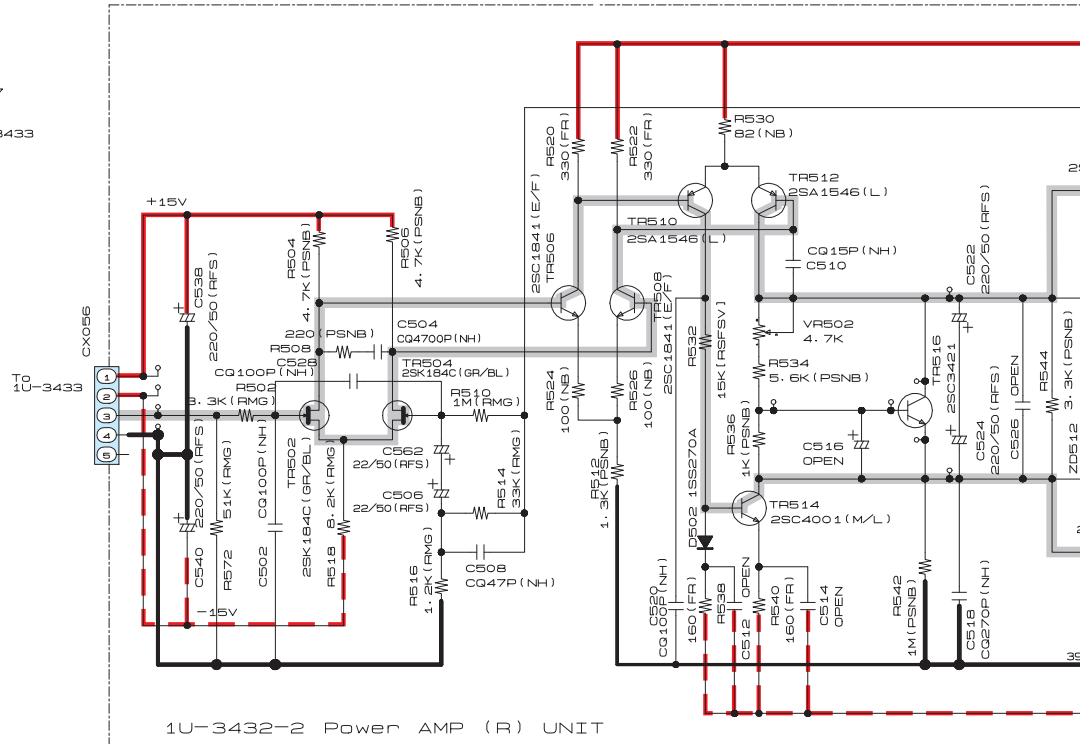 3433
To
1U-3433
CX056
1
2
3
4
5
+15V
-15V
C538
220/50(RFS)
220/50(RFS)
C540
R504
4.7K(PSNB)
R506
4.7K(PSNB)
220(PSNB)
R508
C528
CQ100P(NH)
R502
3.3K(RMG)
C504
CQ4700P(NH)
TR504
2SK184C(GR/BL)
R510
1M(RMG)
51K(RMG)
R572
CQ100P(NH)
C502
TR502
2SK184C(GR/BL)
8.2K(RMG)
R518
C562
22/50(RFS)
C506
22/50(RFS)
R514
33K(RMG)
C508
CQ47P(NH)
R516
1.2K(RMG)
R520
330(FR)
R522
330(FR)
R530
82(NB)
2SC1841(E/F)
TR506
TR510
2SA1546(L)
TR512
2SA1546(L)
TR508
2SC1841(E/F)
CQ15P(NH)
C510
R524
100(NB)
R526
100(NB)
R512
1.3K(PSNB)
R532
15K(RSFSV)
VR502
4.7K
R534
5.6K(PSNB)
R536
1K(PSNB)
C516
OPEN
TR516
2SC3421
C522
220/50(RFS)
C524
220/50(RFS)
C526
OPEN
R544
3.3K(PSNB)
ZD512
D502 1SS270A
TR514
2SC4001(M/L)
C520
CQ100P(NH)
160(FR)
R538
C512
OPEN
R540
160(FR)
C514
OPEN
R542
1M(PSNB)
C518
CQ270P(NH)
39
1U-3432-2 Power AMP (R) UNIT